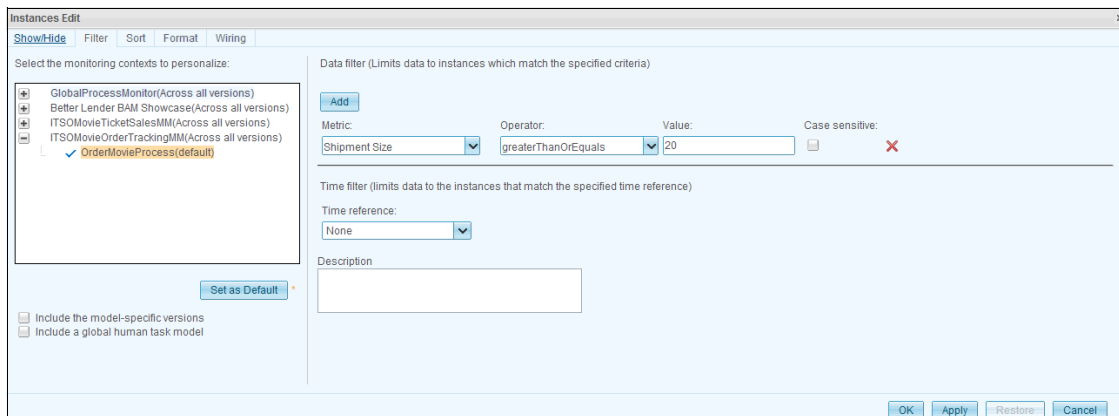 Instances Edit
Show/Hide Filter Sort Format Wiring
Select the monitoring contexts to personalize:
GlobalProcessMonitor(Across all versions)
Better Lender BAM Showcase(Across all versions)
ITSOMovieTicketSalesMM(Across all versions)
ITSOMovieOrderTrackingMM(Across all versions)
OrderMovieProcess(default)
Set as Default *
Include the model-specific versions
Include a global human task model
Data filter (Limits data to instances which match the specified criteria)
Add
Metric: Operator: Value: Case sensitive:
Shipment Size greaterThanOrEquals 20
Time filter (limits data to the instances that match the specified time reference)
Time reference:
None
Description
OK Apply Restore Cancel